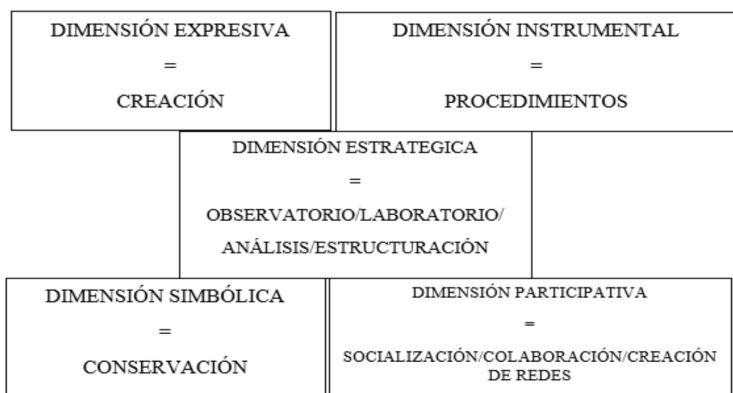 DIMENSIÓN EXPRESIVA
=
CREACIÓN
DIMENSIÓN INSTRUMENTAL
=
PROCEDIMIENTOS
DIMENSIÓN ESTRATEGICA
=
OBSERVATORIO/LABORATORIO/
ANÁLISIS/ESTRUCTURACIÓN
DIMENSIÓN SIMBÓLICA
=
CONSERVACIÓN
DIMENSIÓN PARTICIPATIVA
=
SOCIALIZACIÓN/COLABORACIÓN/CREACIÓN
DE REDES